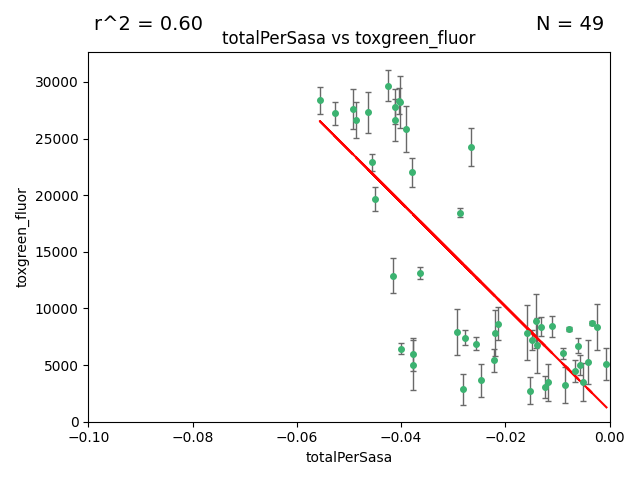 r^2 = 0.60
N = 49
totalPerSasa vs toxgreen_fluor
toxgreen_fluor
30000
25000
20000
15000
10000
5000
0
−0.10
−0.08
−0.06
−0.04
−0.02
0.00
totalPerSasa